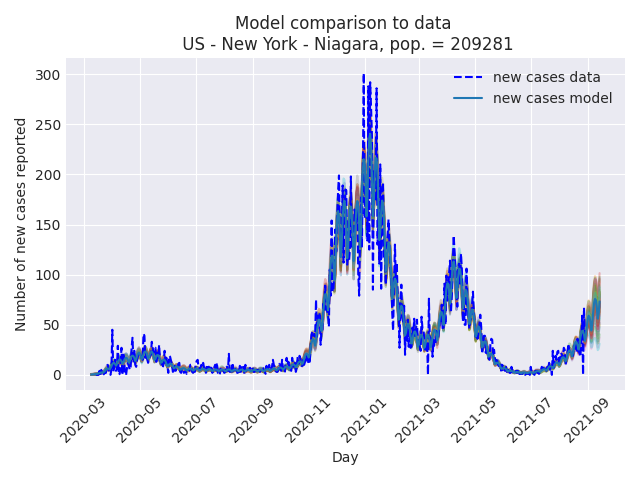 Model comparison to data
US - New York - Niagara, pop. = 209281
Number of new cases reported
300
250
200
150
100
50
0
new cases data
new cases model
2020-03
2020-05
2020-07
2020-09
2020-11
2021-01
2021-03
2021-05
2021-07
2021-09
Day